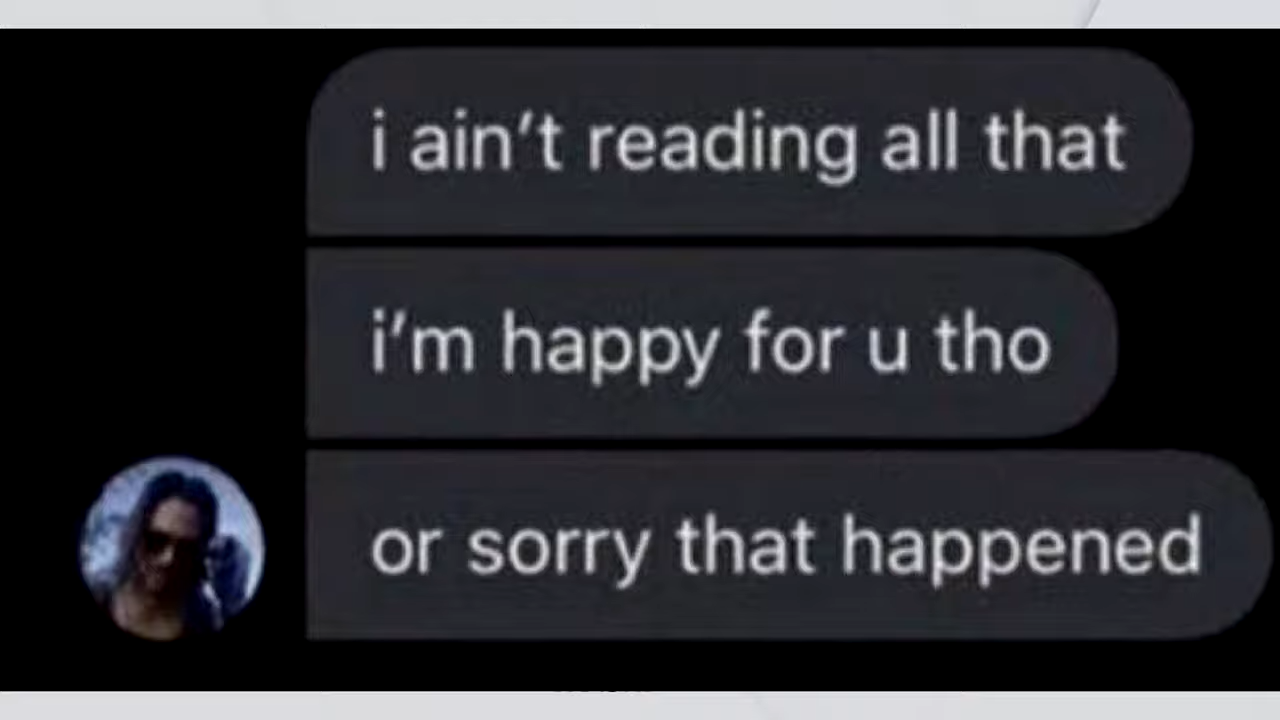 i ain’t reading all that
i’m happy for u tho
or sorry that happened